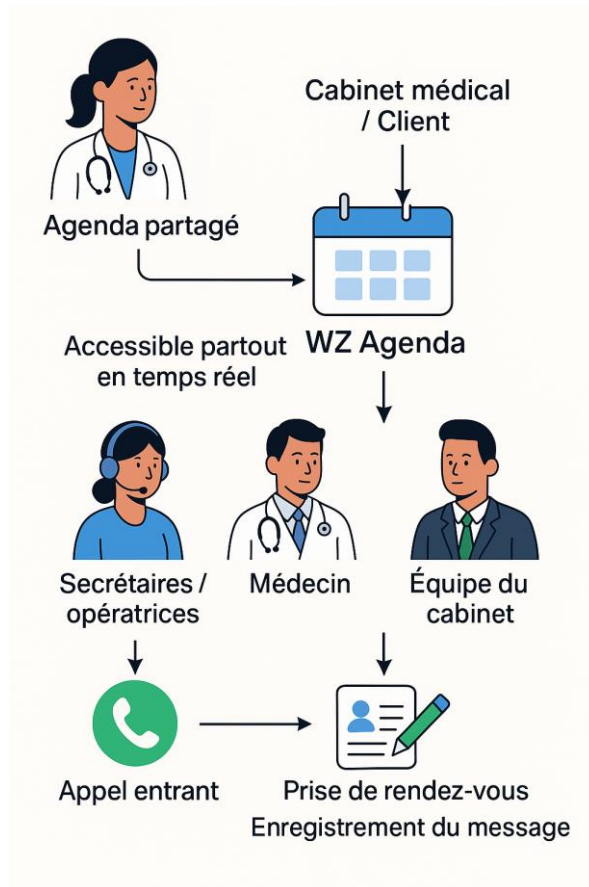 Cabinet médical
/ Client
Agenda partagé
WZ Agenda
Accessible partout
en temps réel
Secrétaires /
opératrices
Médecin
Équipe du
cabinet
Appel entrant
Prise de rendez-vous
Enregistrement du message